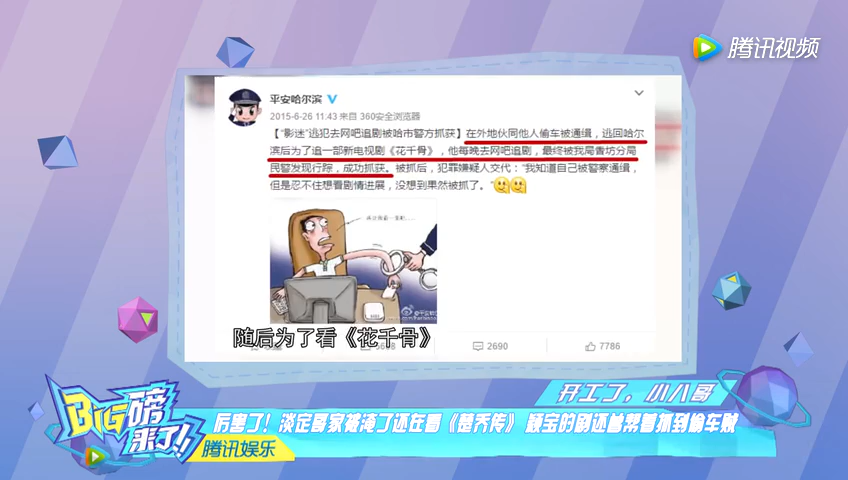 腾讯视频
平安哈尔滨
2015-6-26 11:43 来自 360安全浏览器
【“影迷”逃犯去网吧追剧被哈市警方抓获】在外地伙同他人偷车被通缉，逃回哈尔
滨后为了追一部新电视剧《花千骨》，他每晚去网吧追剧，最终被我局香坊分局
民警发现行踪，成功抓获。被抓后，犯罪嫌疑人交代：“我知道自己被警察通缉，
但是忍不住想看剧情进展，没想到果然被抓了。”
@平安哈尔滨
随后为了看《花千骨》
2690
7786
开工了，小八哥
BIG磅来了!
厉害了！淡定哥家被淹了还在看《楚乔传》 颖宝的剧还曾帮着抓到偷车贼
腾讯娱乐